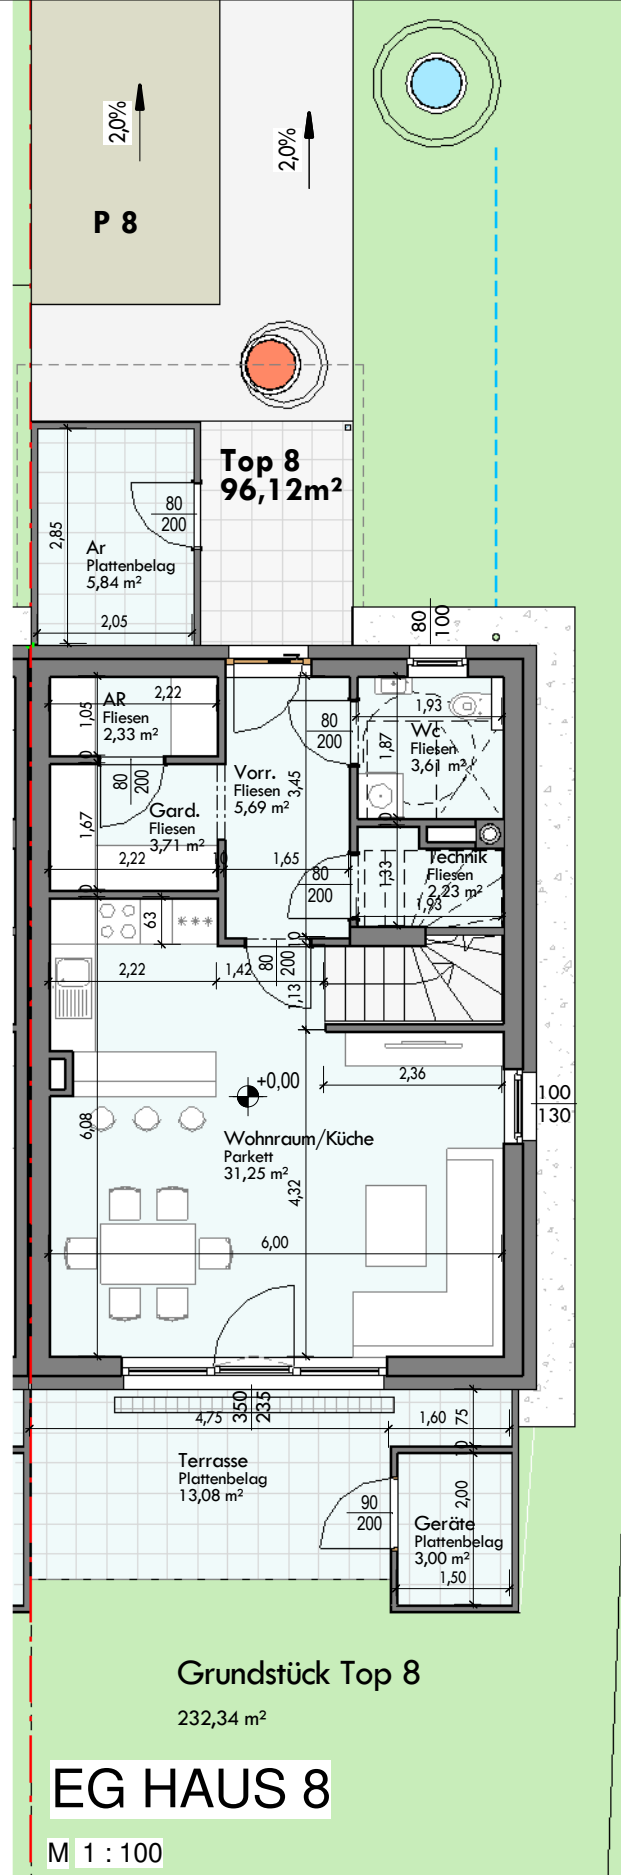 2,0%
2,0%
P 8
Top 8
96,12m²
80
200
2,85
Ar
Plattenbelag
5,84 m²
2,05
80
100
2,22
1,05
AR
Fliesen
2,33 m²
80
200
1,93
Wc
Fliesen
3,61 m²
1,87
Vorr.
Fliesen
5,69 m²
3,45
80
200
Gard.
Fliesen
3,71 m²
1,67
2,22
10
1,65
80
200
Technik
Fliesen
2,23 m²
1,33
1,93
63
2,22
1,42
80
200
10
1,13
2,36
+0,00
100
130
6,08
Wohnraum/Küche
Parkett
31,25 m²
4,32
6,00
350
235
4,75
1,60
75
10
Terrasse
Plattenbelag
13,08 m²
90
200
2,00
Geräte
Plattenbelag
3,00 m²
1,50
Grundstück Top 8
232,34 m²
EG HAUS 8
M 1 : 100